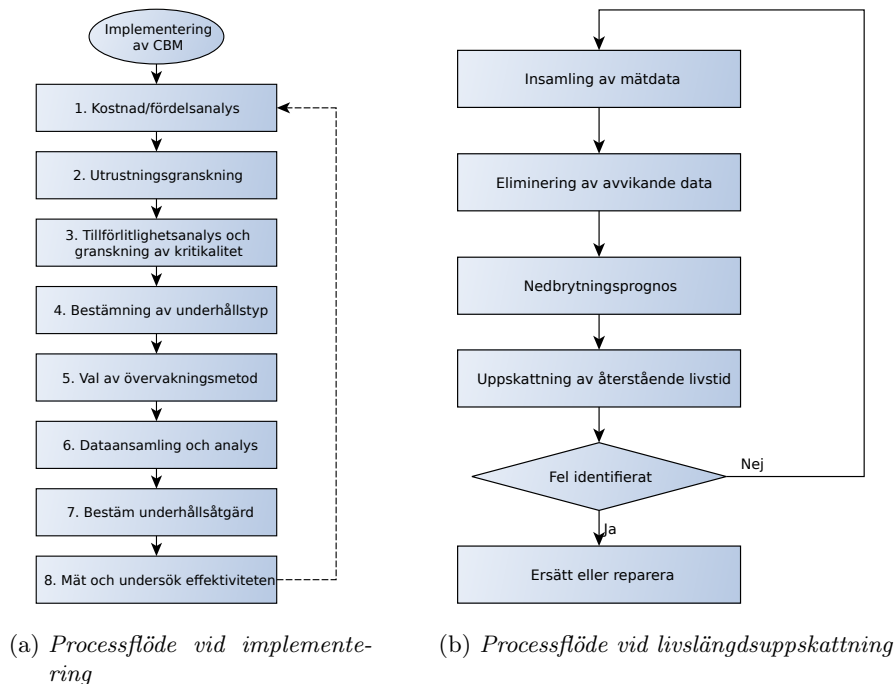 Implementering
av CBM
1. Kostnad/fördelsanalys
2. Utrustningsgranskning
3. Tillförlitlighetsanalys och
granskning av kritikalitet
4. Bestämning av underhållstyp
5. Val av övervakningsmetod
6. Dataansamling och analys
7. Bestäm underhållsåtgärd
8. Mät och undersök effektiviteten
(a) Processflöde vid implemente-
ring
Insamling av mätdata
Eliminering av avvikande data
Nedbrytningsprognos
Uppskattning av återstående livstid
Fel identifierat
Nej
Ja
Ersätt eller reparera
(b) Processflöde vid livslängdsuppskattning